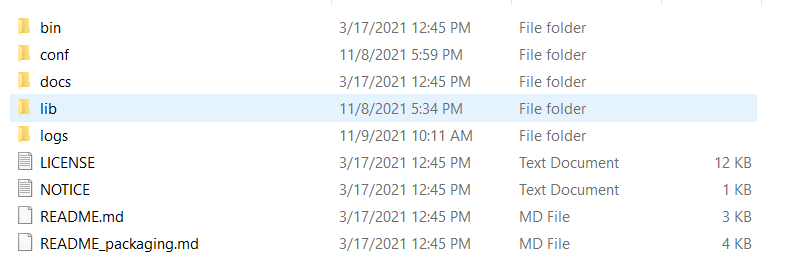 bin 3/17/2021 12:45 PM File folder
conf 11/8/2021 5:59 PM File folder
docs 3/17/2021 12:45 PM File folder
lib 11/8/2021 5:34 PM File folder
logs 11/9/2021 10:11 AM File folder
LICENSE 3/17/2021 12:45 PM Text Document 12 KB
NOTICE 3/17/2021 12:45 PM Text Document 1 KB
README.md 3/17/2021 12:45 PM MD File 3 KB
README_packaging.md 3/17/2021 12:45 PM MD File 4 KB